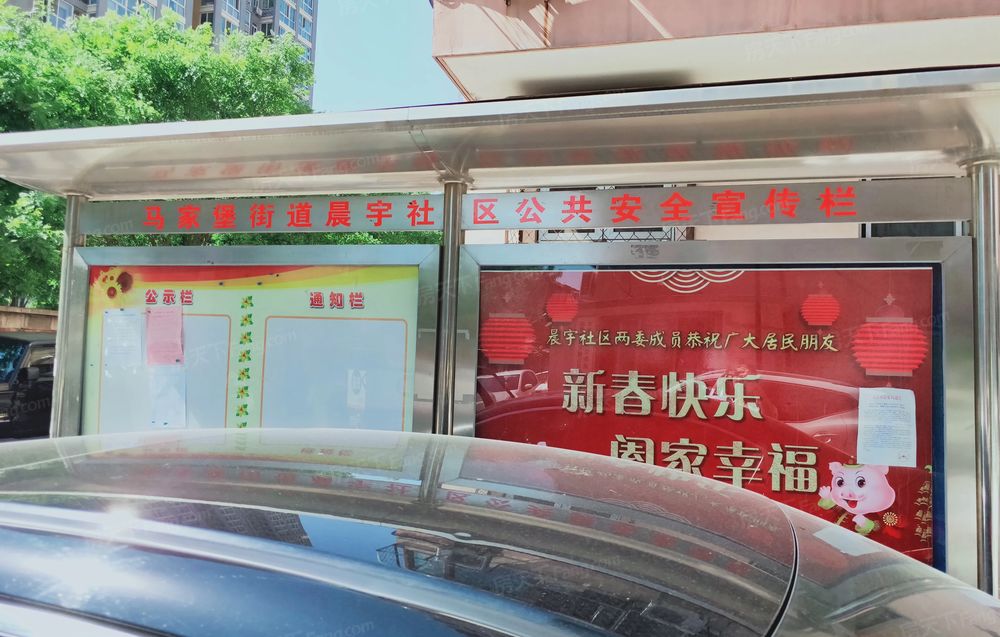 马家堡街道晨宇社区公共安全宣传栏
公示栏
通知栏
晨宇社区两委成员恭祝广大居民朋友
新春快乐
阖家幸福